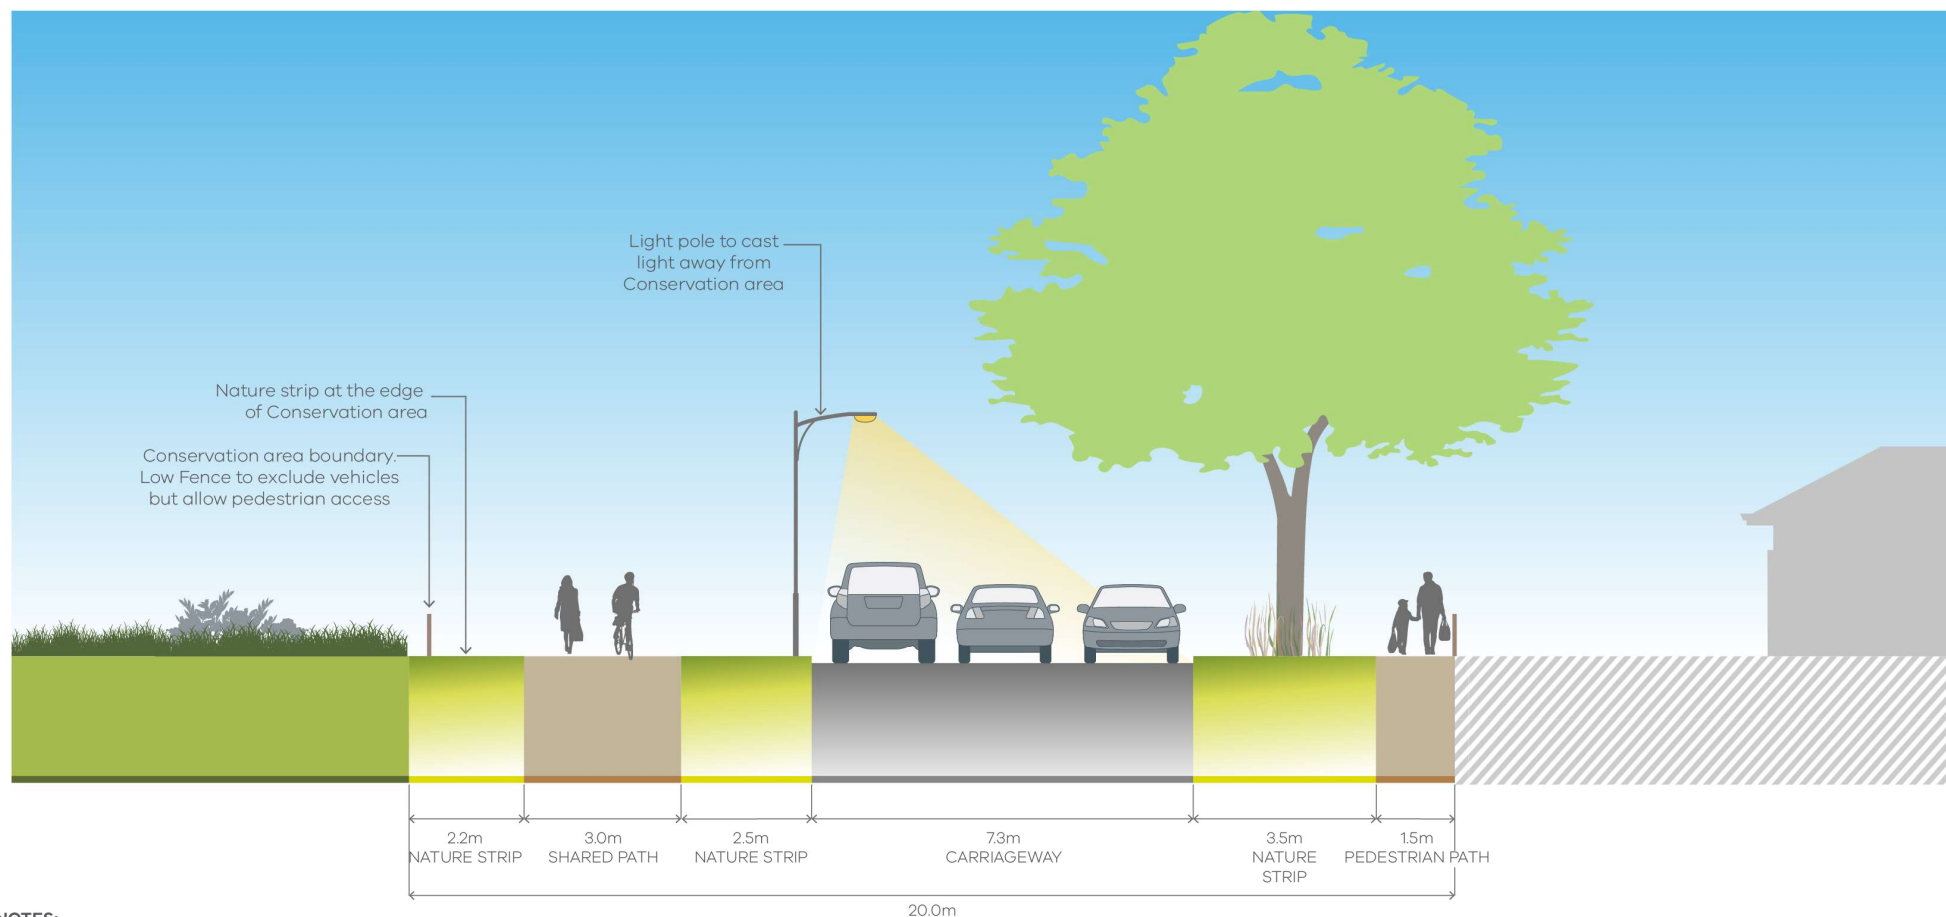 Light pole to cast
light away from
Conservation area
Nature strip at the edge
of Conservation area
Conservation area boundary.
Low Fence to exclude vehicles
but allow pedestrian access
2.2m
NATURE STRIP
3.0m
SHARED PATH
2.5m
NATURE STRIP
7.3m
CARRIAGEWAY
3.5m
NATURE
STRIP
1.5m
PEDESTRIAN PATH
20.0m
NOTES: